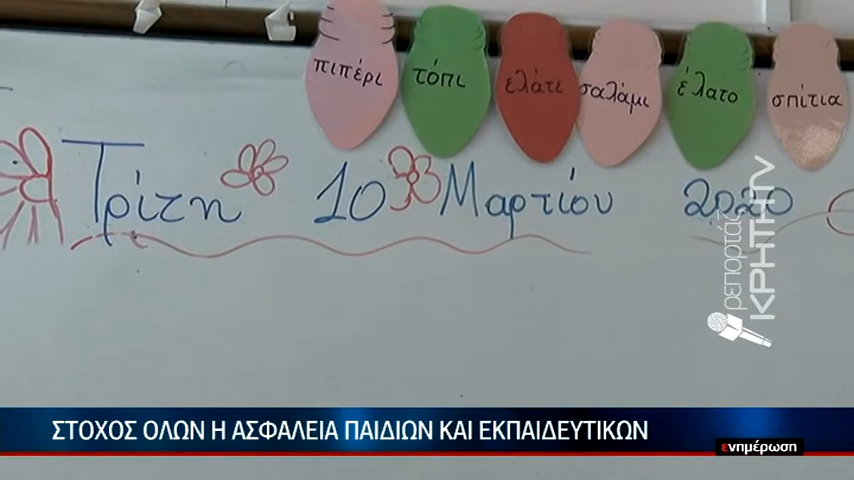 πιπέρι τόπι ελάτε σαλάμι έλατο σπίτια
Τρίτη 10 Μαρτίου 2020
ρεπορτάζ
ΚΡΗΤΗ TV
ΣΤΟΧΟΣ ΟΛΩΝ Η ΑΣΦΑΛΕΙΑ ΠΑΙΔΙΩΝ ΚΑΙ ΕΚΠΑΙΔΕΥΤΙΚΩΝ
ενημέρωση